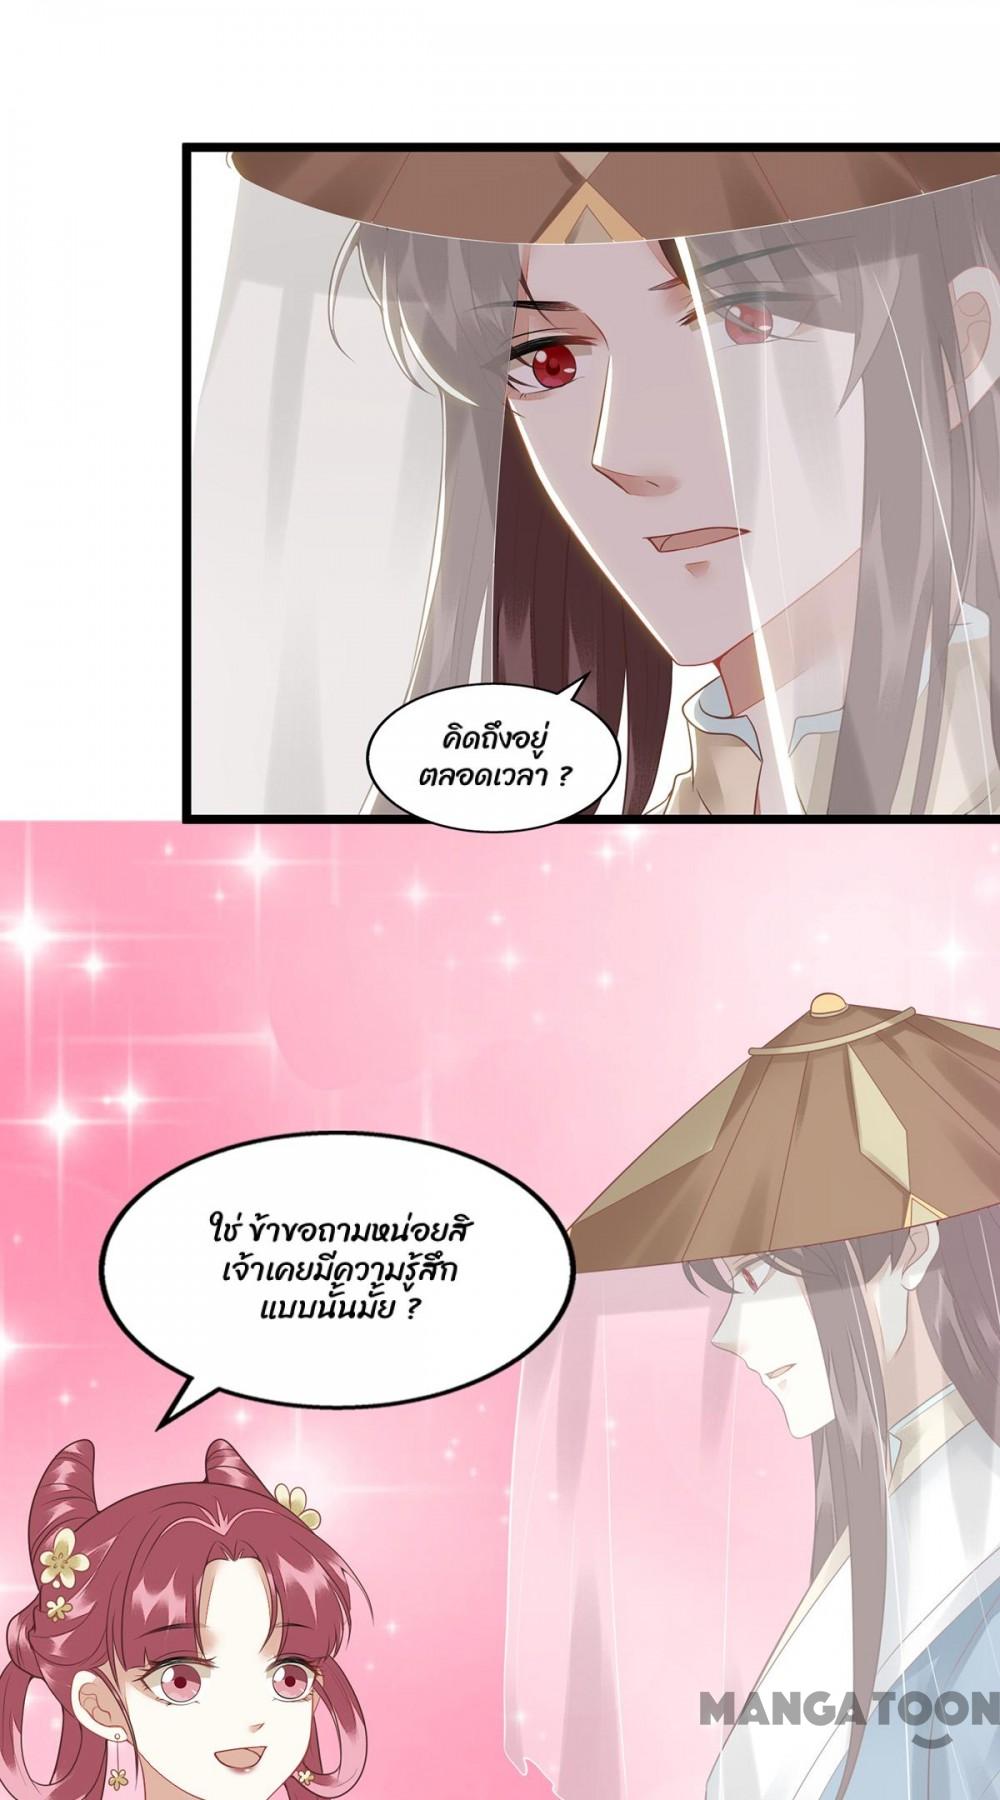 คิดถึงอยู่
ตลอดเวลา ?
ใช่ ข้าขอถามหน่อยสิ
เจ้าเคยมีความรู้สึก
แบบนั้นมั้ย ?
MANGATOON